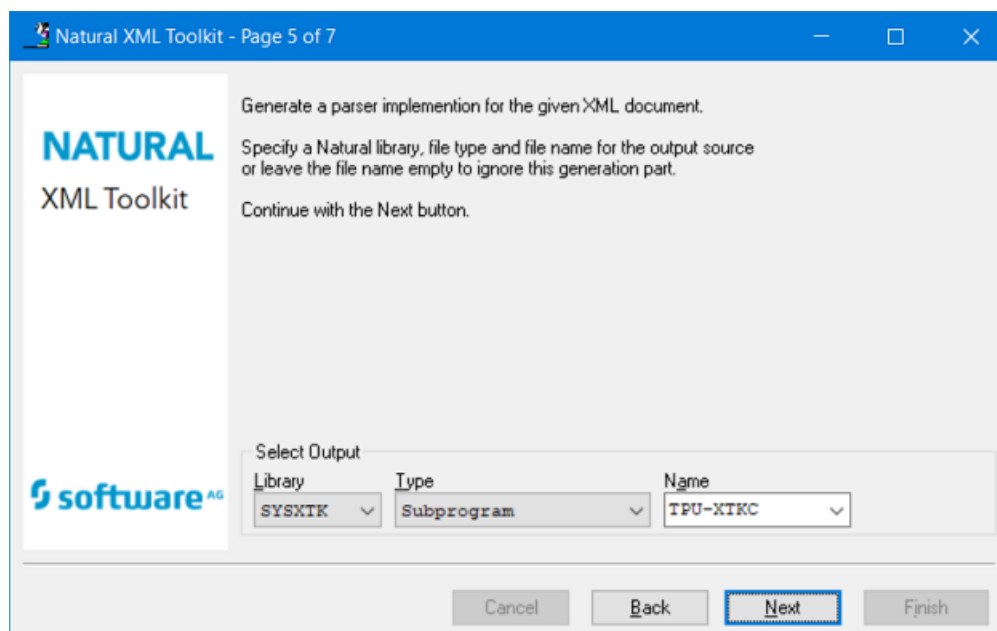 Natural XML Toolkit - Page 5 of 7
NATURAL
XML Toolkit
Generate a parser implemention for the given XML document.
Specify a Natural library, file type and file name for the output source
or leave the file name empty to ignore this generation part.
Continue with the Next button.
Select Output
Library Type Name
SYSXTK Subprogram TPU-XTKC
software AG
Cancel Back Next Finish